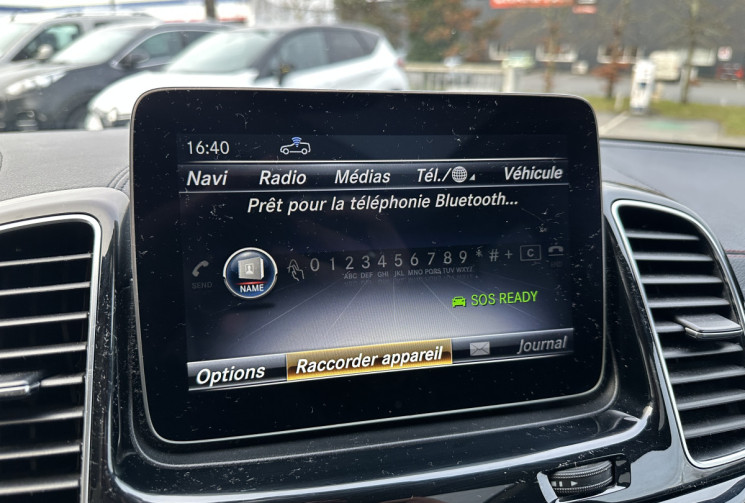 16:40
Navi Radio Médias Tél./ Véhicule
Prêt pour la téléphonie Bluetooth...
SEND NAME 0 1 2 3 4 5 6 7 8 9 * # + C
ABC DEF GHI JKL MNO PQRS TUV WXYZ
SOS READY
Options Raccorder appareil Journal